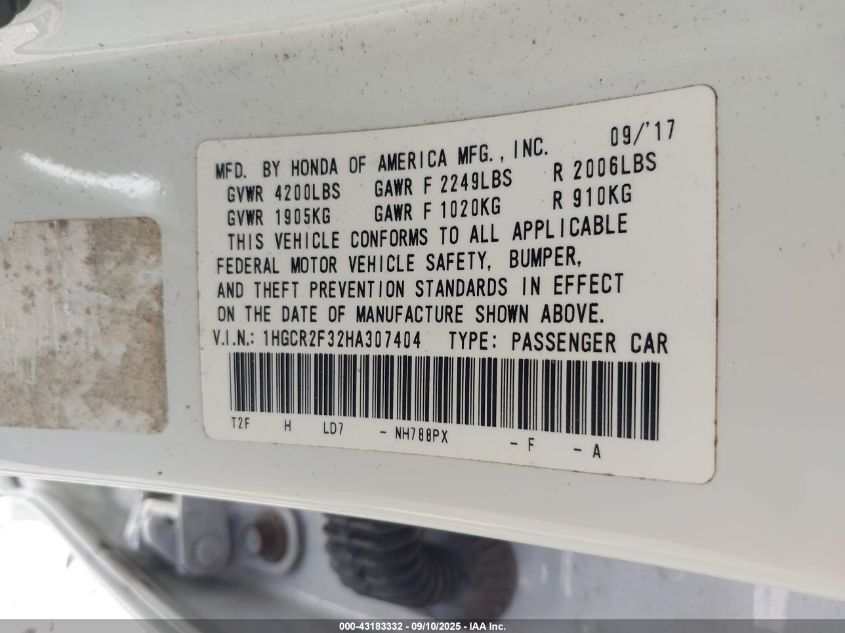 09/'17
MFD. BY HONDA OF AMERICA MFG., INC.
GVWR 4200LBS GAWR F 2249LBS R 2006LBS
GVWR 1905KG GAWR F 1020KG R 910KG
THIS VEHICLE CONFORMS TO ALL APPLICABLE
FEDERAL MOTOR VEHICLE SAFETY, BUMPER,
AND THEFT PREVENTION STANDARDS IN EFFECT
ON THE DATE OF MANUFACTURE SHOWN ABOVE.
V.I.N.: 1HGCR2F32HA307404 TYPE: PASSENGER CAR
T2F H LD7 - NH788PX - F - A
000-43183332 - 09/10/2025 - IAA Inc.